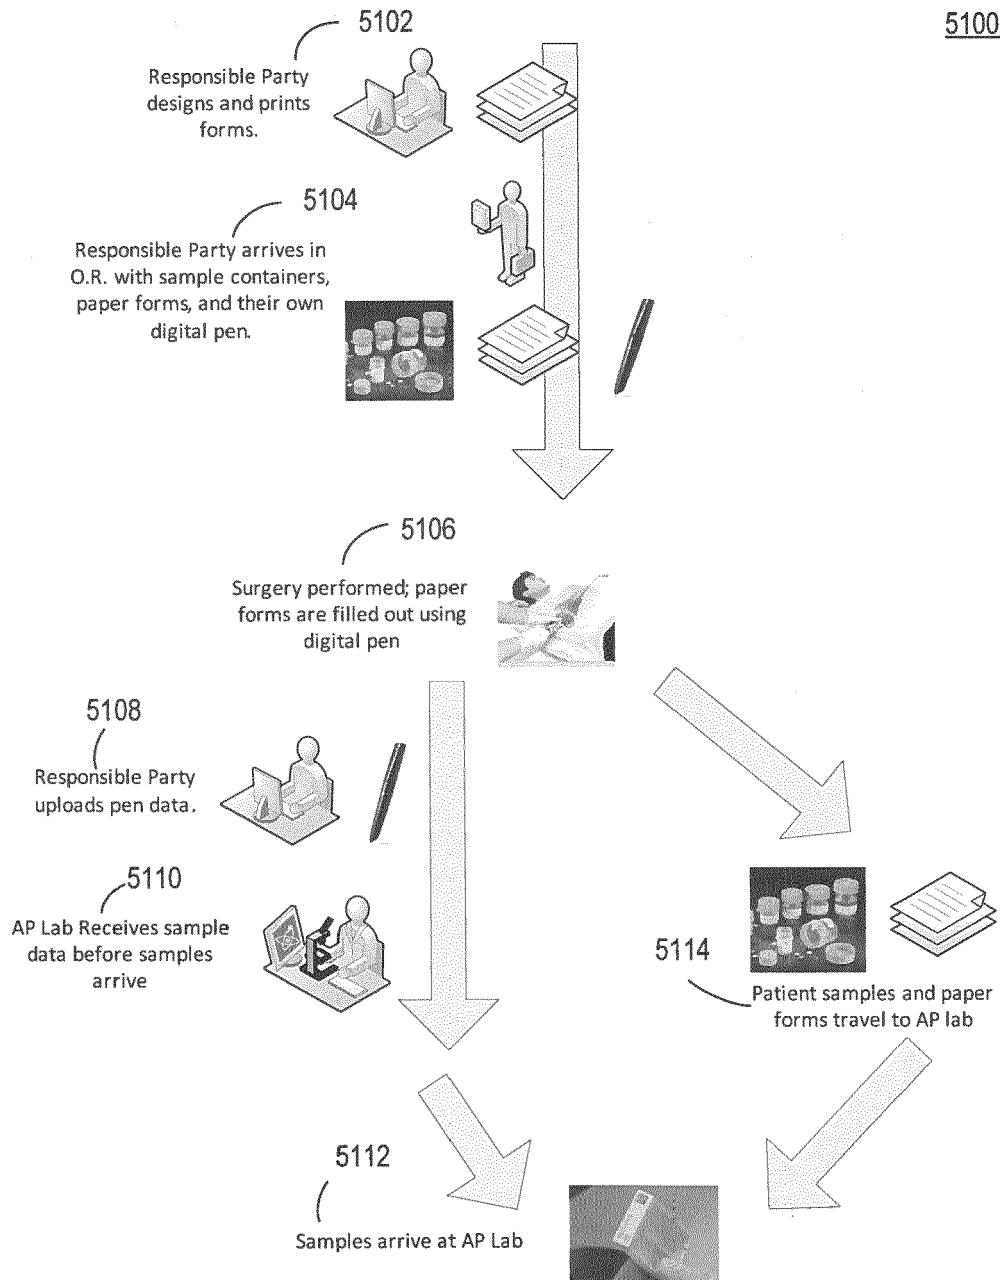 5102
5100
Responsible Party
designs and prints
forms.
5104
Responsible Party arrives in
O.R. with sample containers,
paper forms, and their own
digital pen.
5106
Surgery performed; paper
forms are filled out using
digital pen
5108
Responsible Party
uploads pen data.
5110
AP Lab Receives sample
data before samples
arrive
5114
Patient samples and paper
forms travel to AP lab
5112
Samples arrive at AP Lab